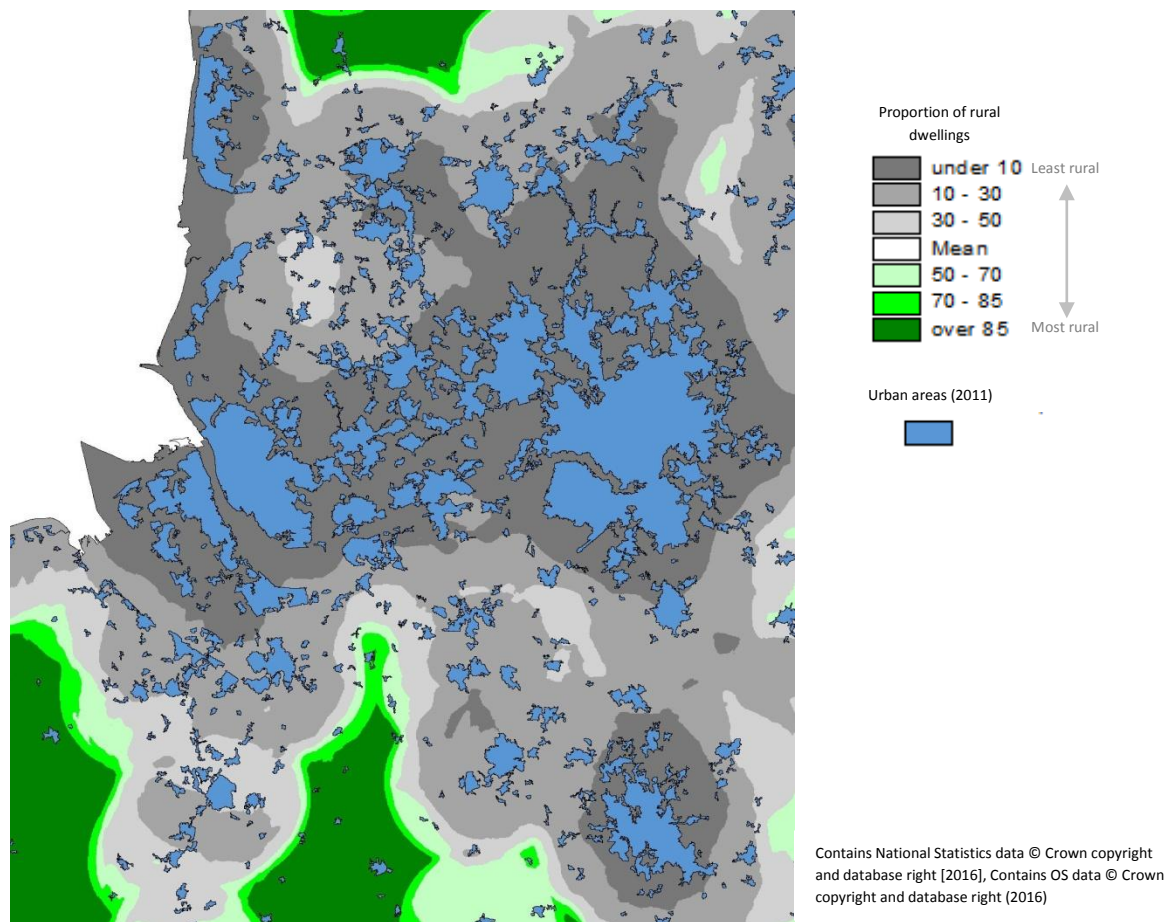 Proportion of rural
dwellings
under 10 Least rural
10 - 30
30 - 50
Mean
50 - 70
70 - 85
over 85 Most rural
Urban areas (2011)
-
Contains National Statistics data © Crown copyright
and database right [2016], Contains OS data © Crown
copyright and database right (2016)